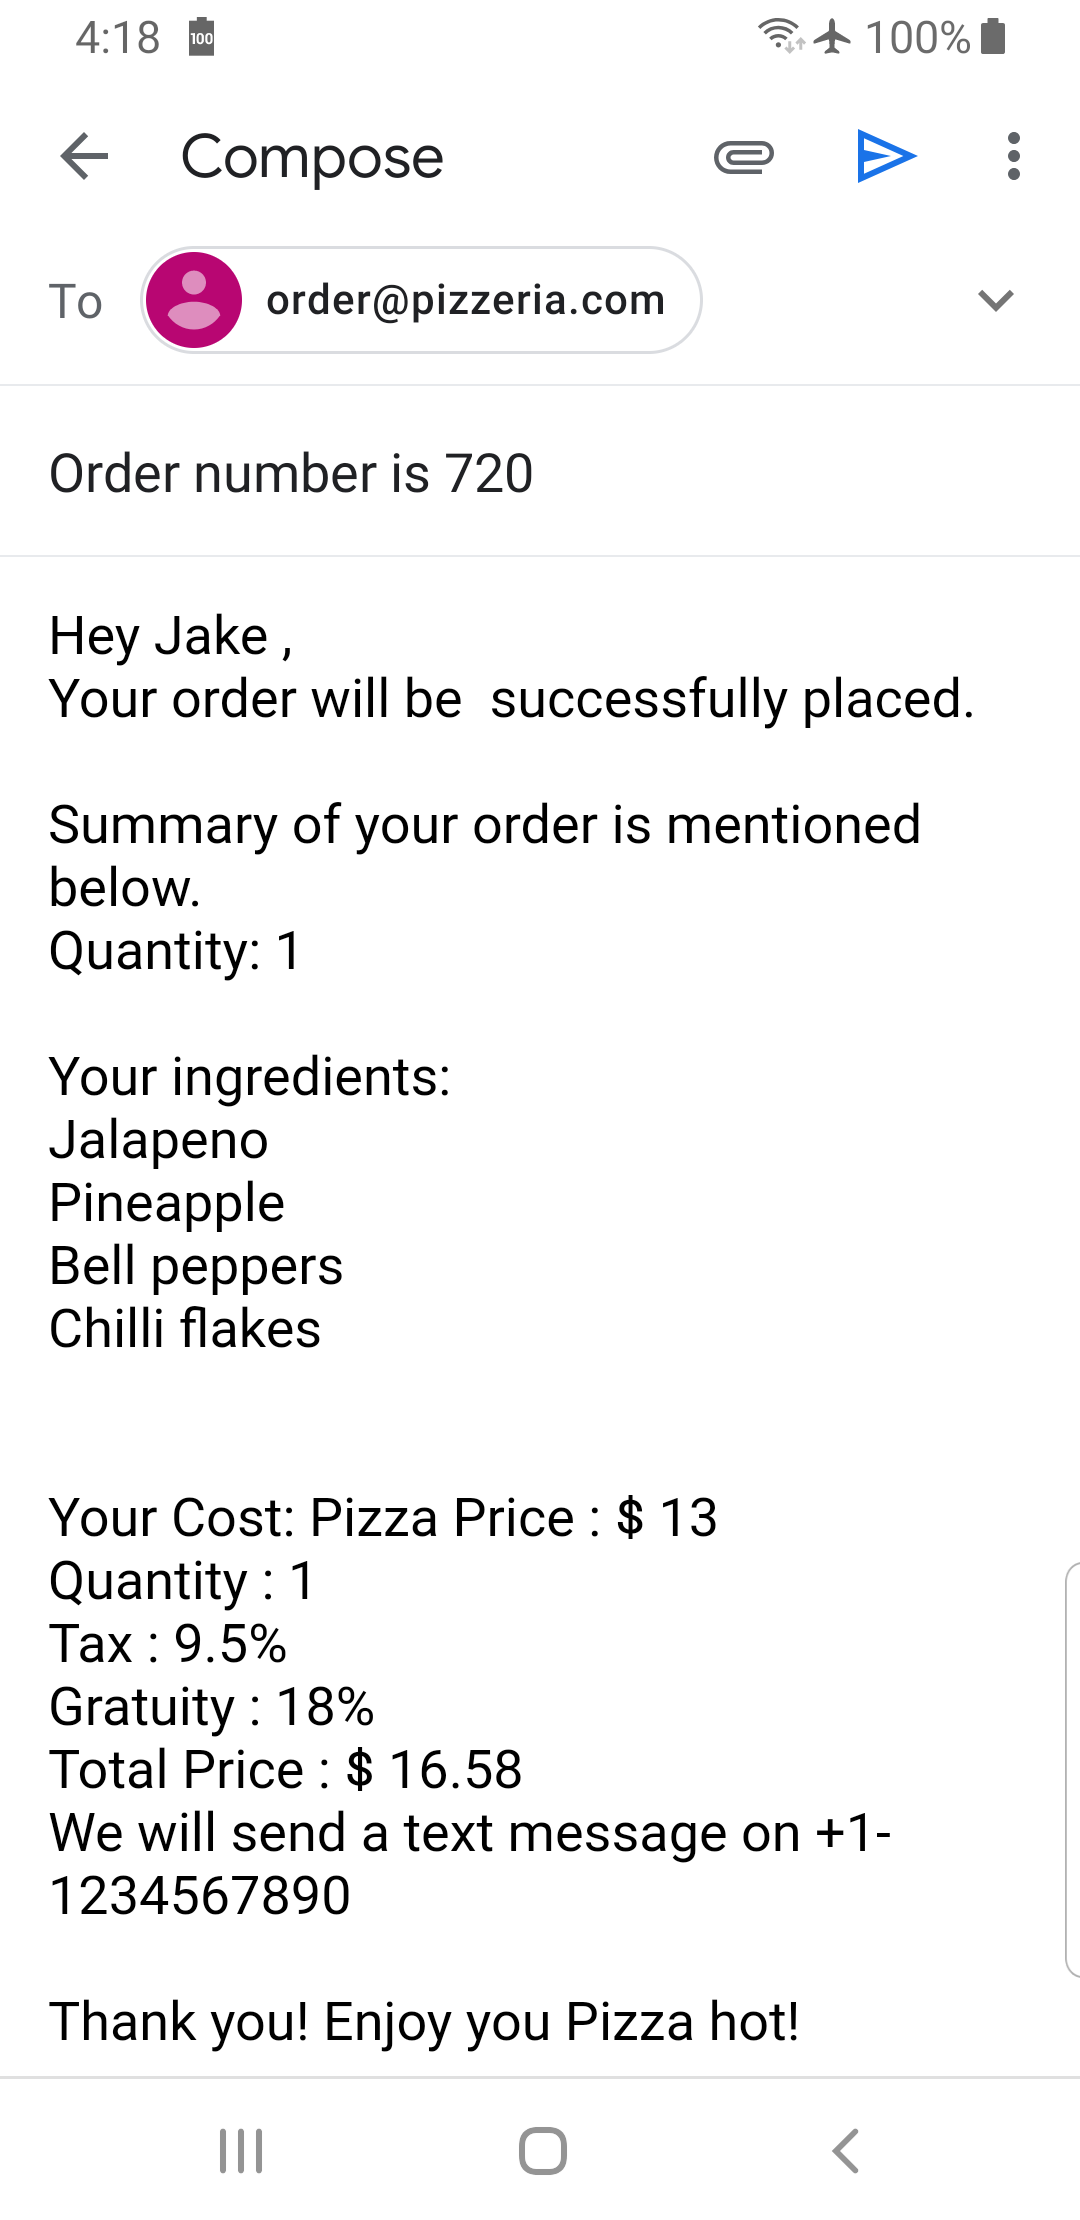 4:18 100 100%
Compose
To order@pizzeria.com
Order number is 720
Hey Jake ,
Your order will be  successfully placed.
Summary of your order is mentioned
below.
Quantity: 1
Your ingredients:
Jalapeno
Pineapple
Bell peppers
Chilli flakes
Your Cost: Pizza Price : $ 13
Quantity : 1
Tax : 9.5%
Gratuity : 18%
Total Price : $ 16.58
We will send a text message on +1-
1234567890
Thank you! Enjoy you Pizza hot!